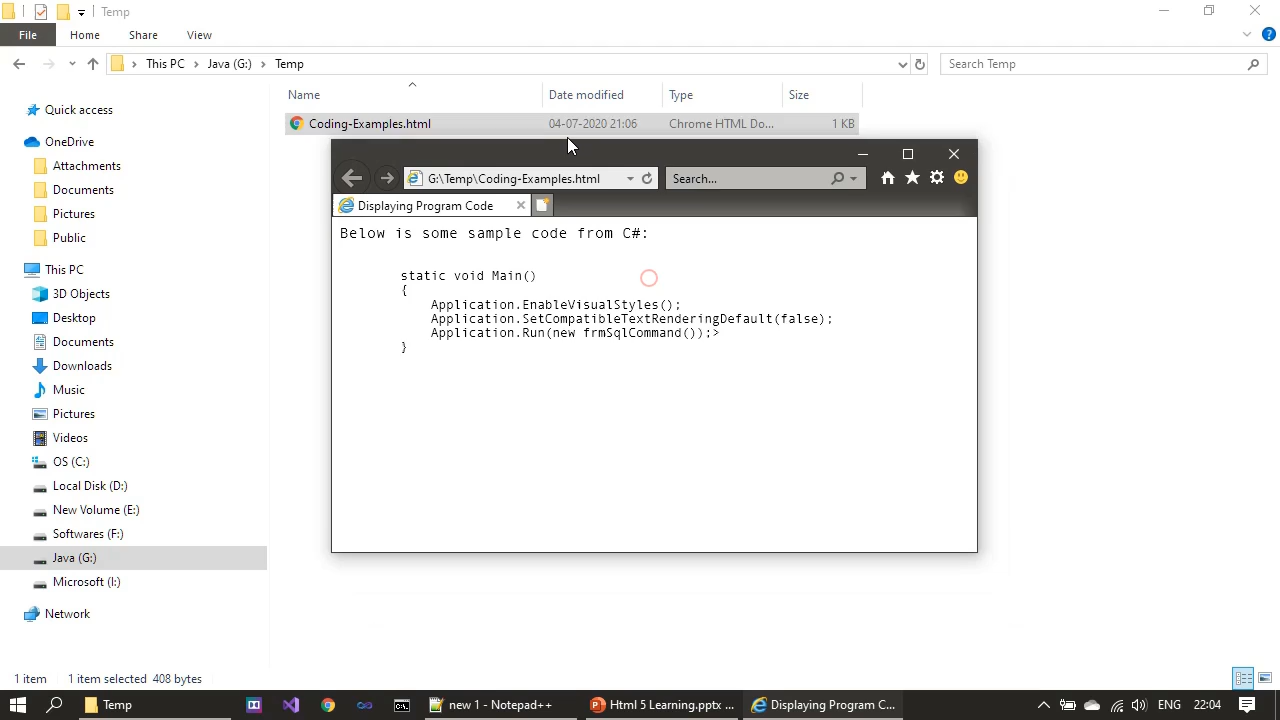 Temp
File Home Share View
This PC Java (G:) Temp Search Temp
Name Date modified Type Size
Coding-Examples.html 04-07-2020 21:06 Chrome HTML Do... 1 KB
Quick access
OneDrive
Attachments
Documents
Pictures
Public
This PC
3D Objects
Desktop
Documents
Downloads
Music
Pictures
Videos
OS (C:)
Local Disk (D:)
New Volume (E:)
Softwares (F:)
Java (G:)
Microsoft (I:)
Network
G:\Temp\Coding-Examples.html Search...
Displaying Program Code
Below is some sample code from C#:
static void Main()
{
Application.EnableVisualStyles();
Application.SetCompatibleTextRenderingDefault(false);
Application.Run(new frmSqlCommand());>
}
1 item 1 item selected 408 bytes
Temp new 1 - Notepad++ Html 5 Learning.pptx ... Displaying Program C... ENG 22:04